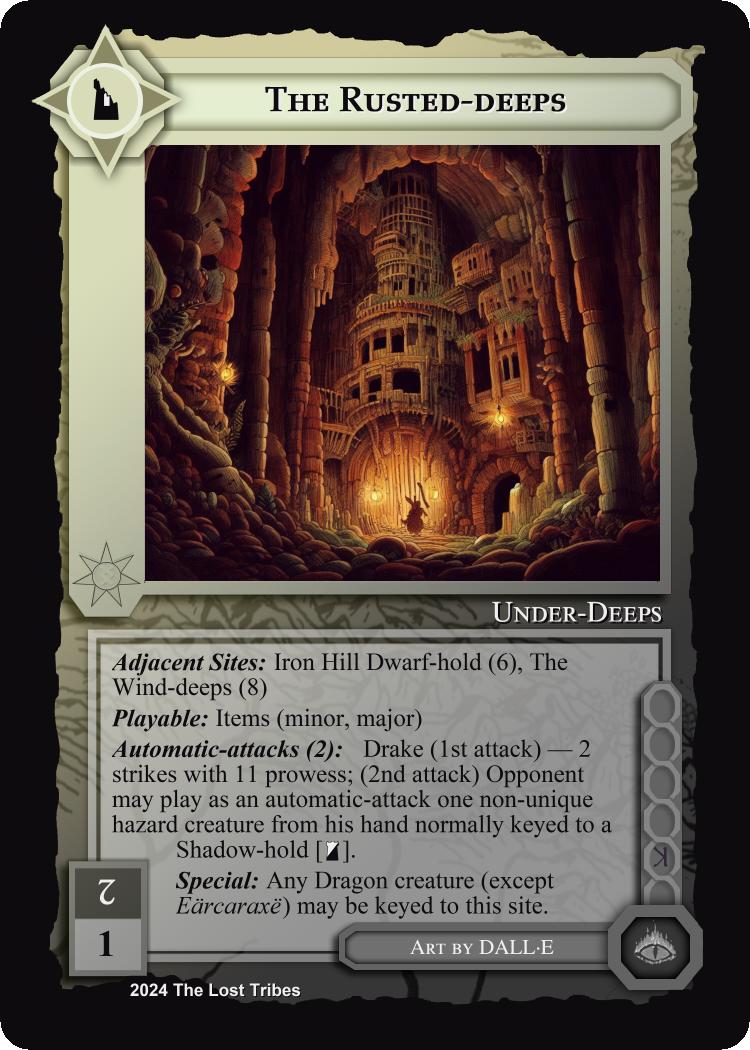 The Rusted-deeps
Under-Deeps
Adjacent Sites: Iron Hill Dwarf-hold (6), The
Wind-deeps (8)
Playable: Items (minor, major)
Automatic-attacks (2): Drake (1st attack) — 2
strikes with 11 prowess; (2nd attack) Opponent
may play as an automatic-attack one non-unique
hazard creature from his hand normally keyed to a
Shadow-hold [ ].
Special: Any Dragon creature (except
Eärcaraxë) may be keyed to this site.
2
1
Art by DALL·E
2024 The Lost Tribes